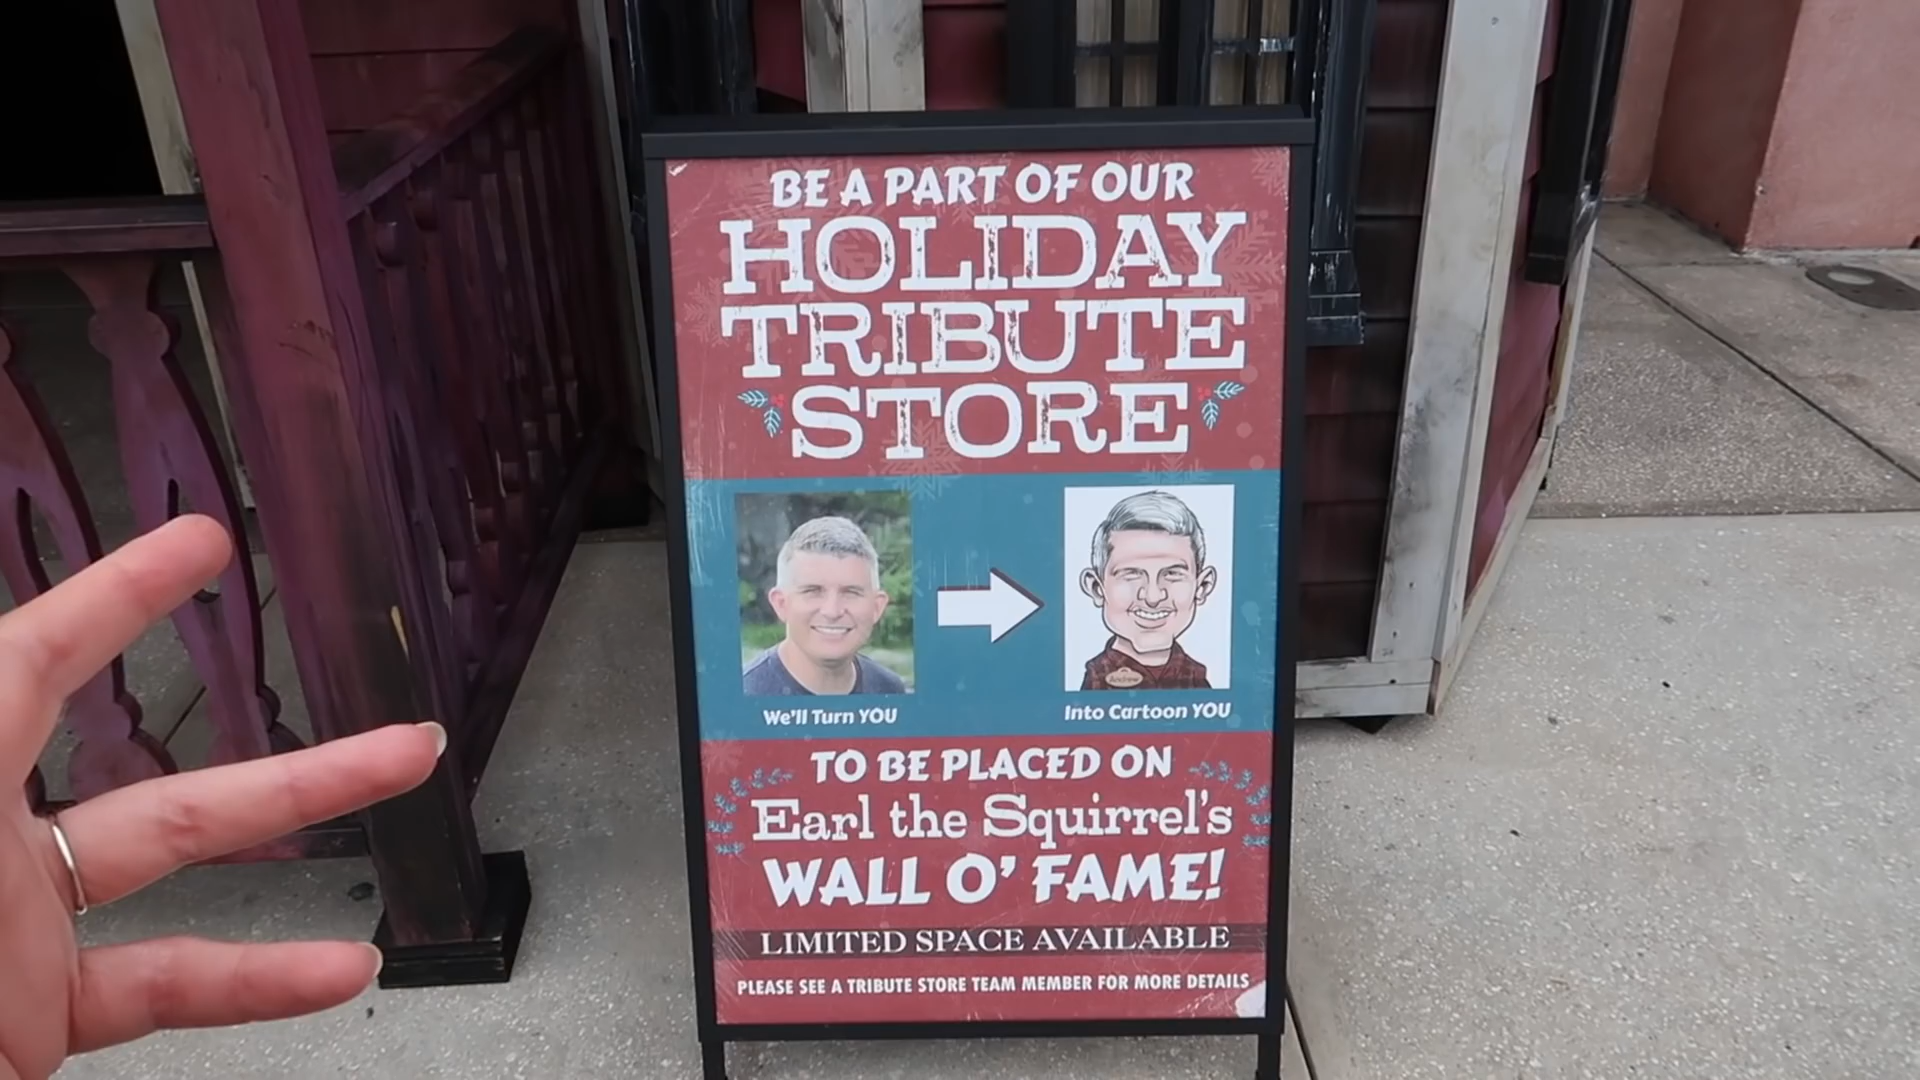 BE A PART OF OUR
HOLIDAY
TRIBUTE
STORE
Andrew
We'll Turn YOU
Into Cartoon YOU
TO BE PLACED ON
Earl the Squirrel's
WALL O' FAME!
LIMITED SPACE AVAILABLE
PLEASE SEE A TRIBUTE STORE TEAM MEMBER FOR MORE DETAILS